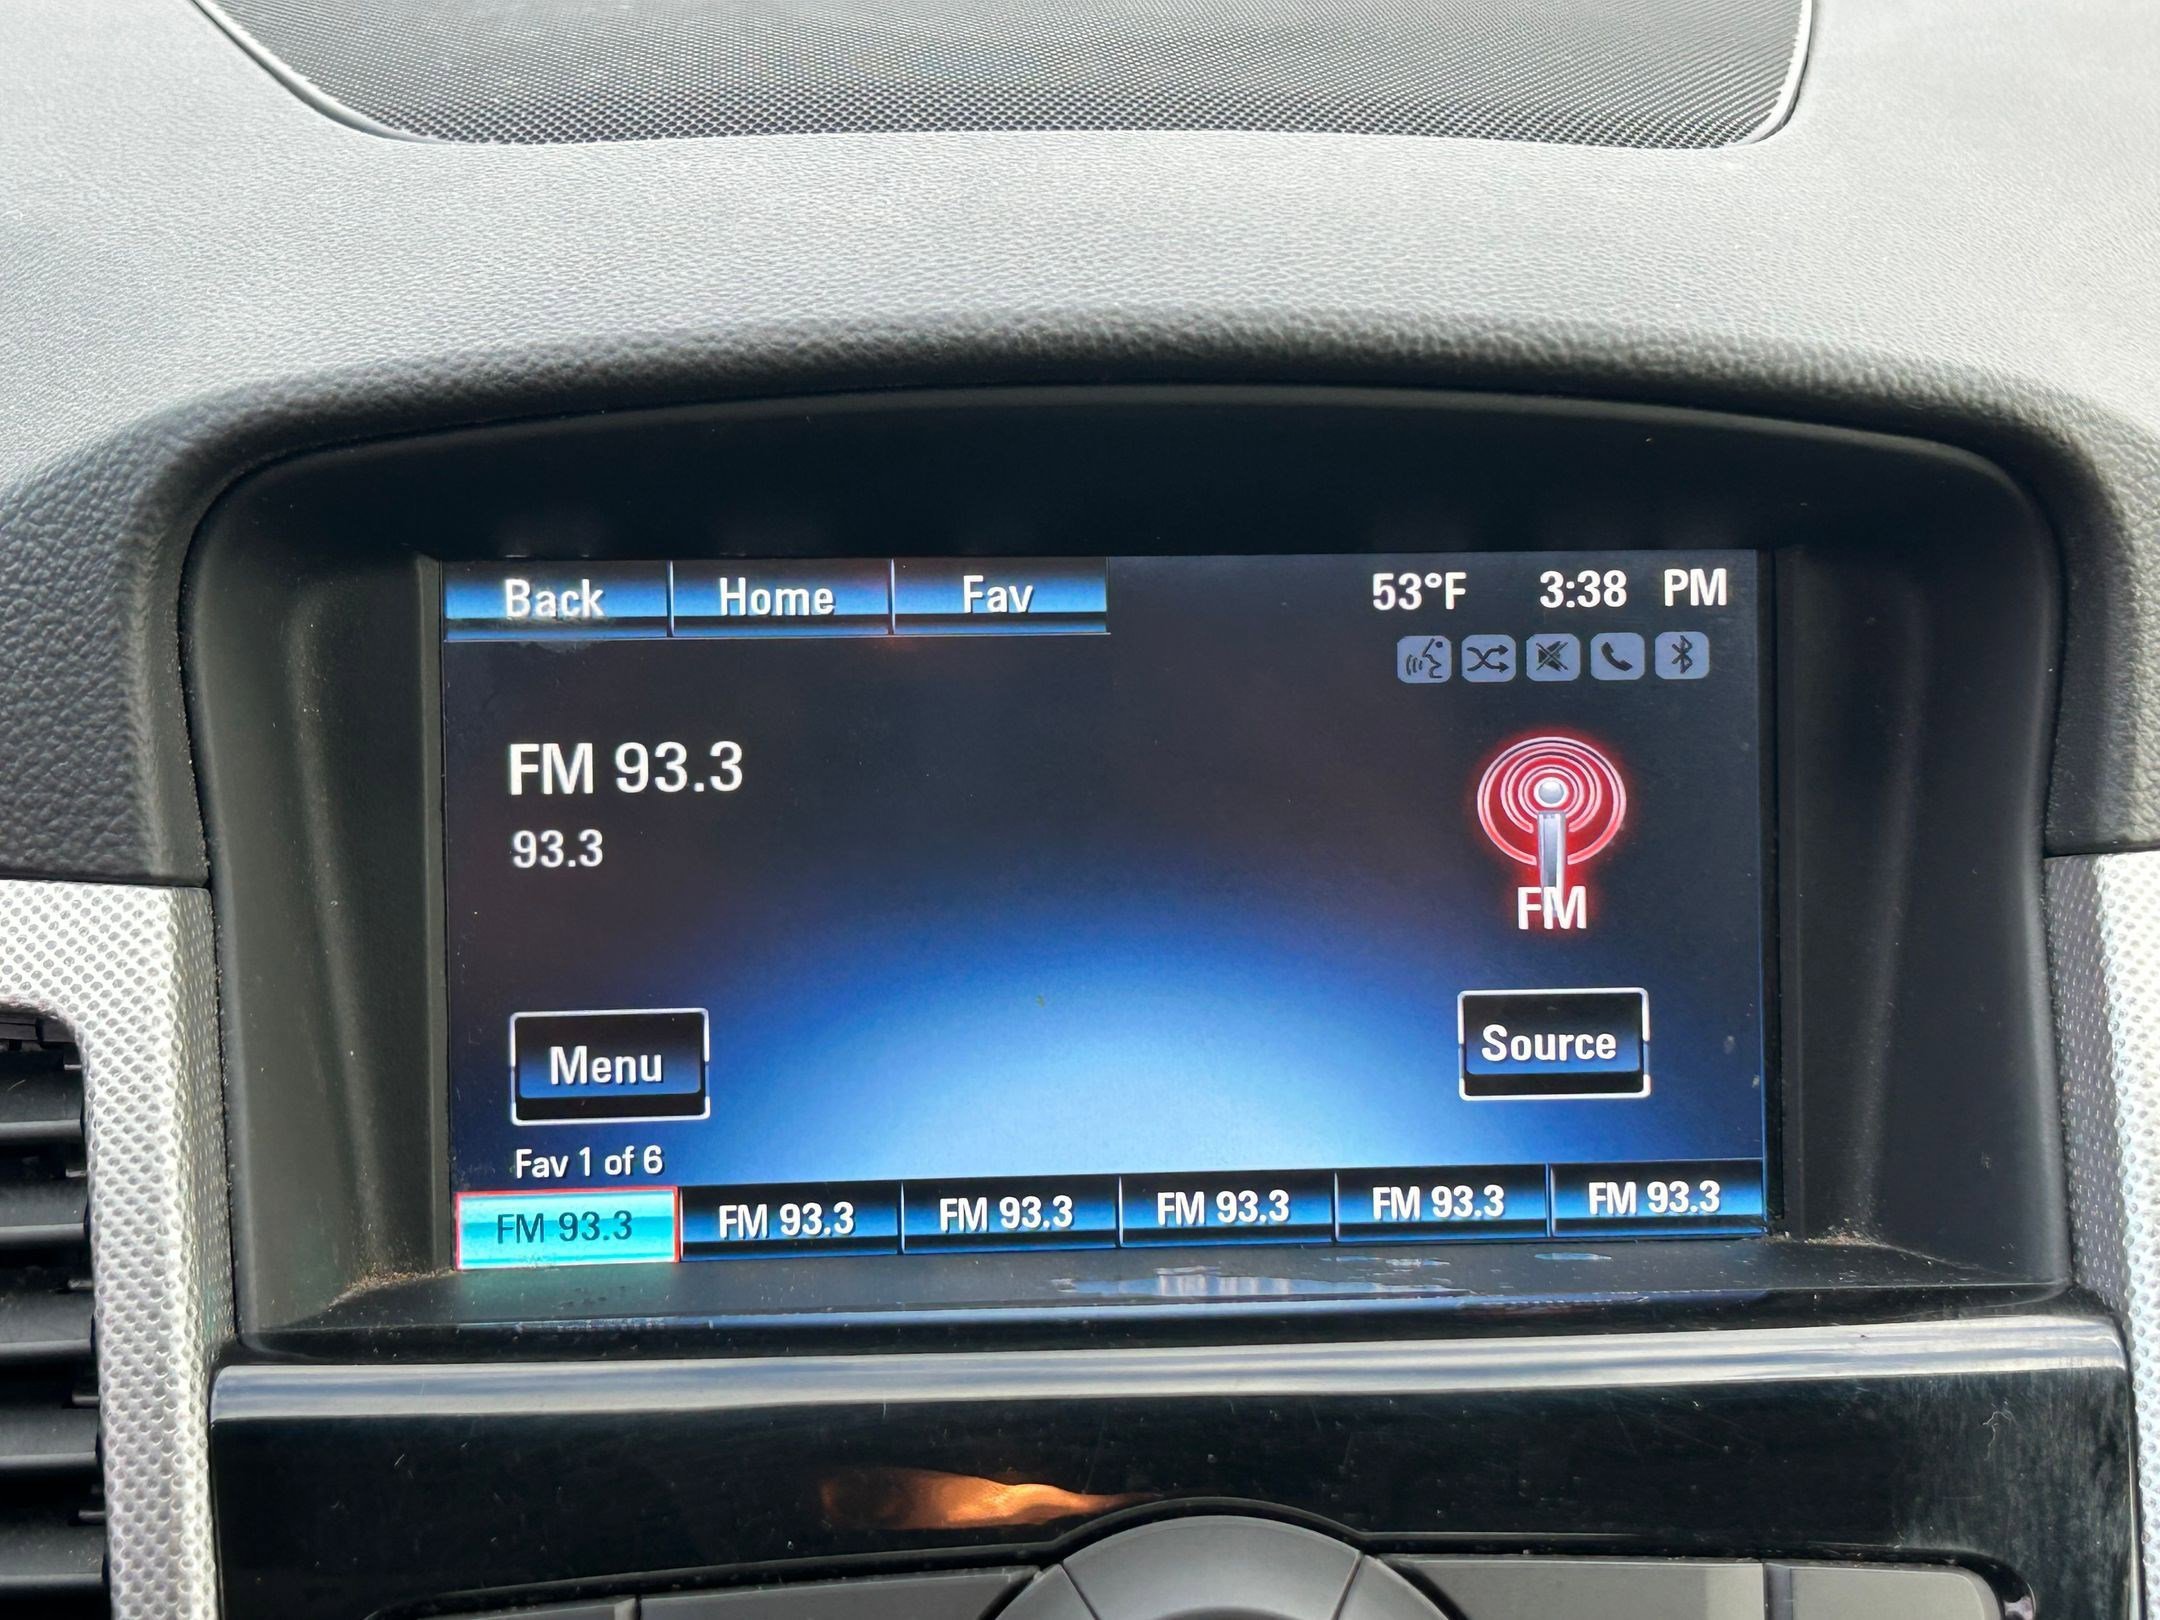 Back Home Fav 53°F 3:38 PM
FM 93.3
93.3
FM
Menu Source
Fav 1 of 6
FM 93.3 FM 93.3 FM 93.3 FM 93.3 FM 93.3 FM 93.3